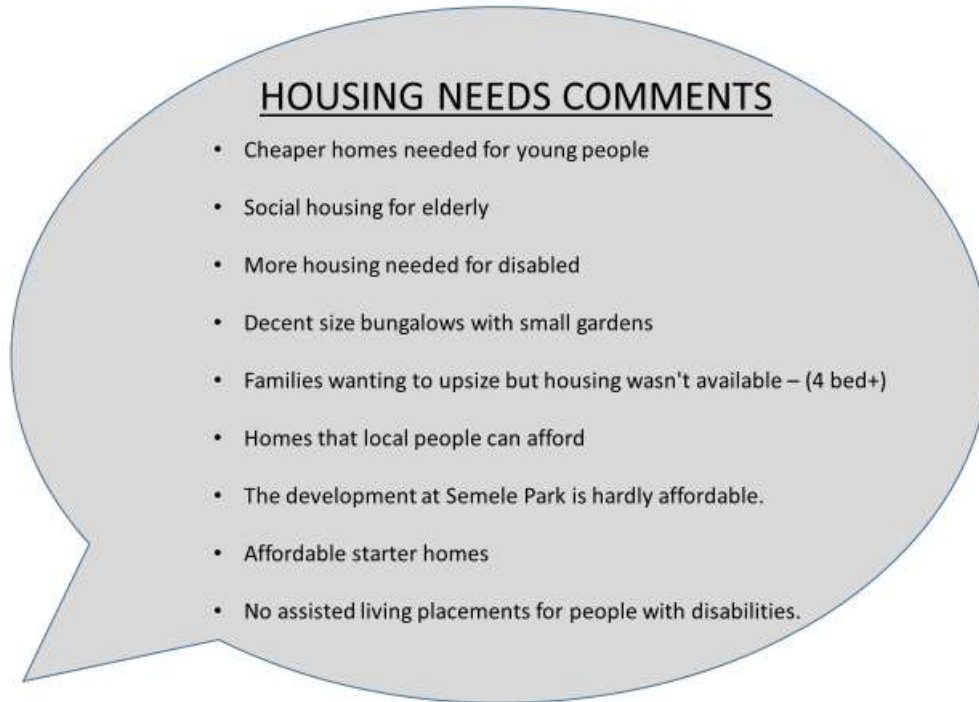 HOUSING NEEDS COMMENTS
• Cheaper homes needed for young people
• Social housing for elderly
• More housing needed for disabled
• Decent size bungalows with small gardens
• Families wanting to upsize but housing wasn't available – (4 bed+)
• Homes that local people can afford
• The development at Semele Park is hardly affordable.
• Affordable starter homes
• No assisted living placements for people with disabilities.